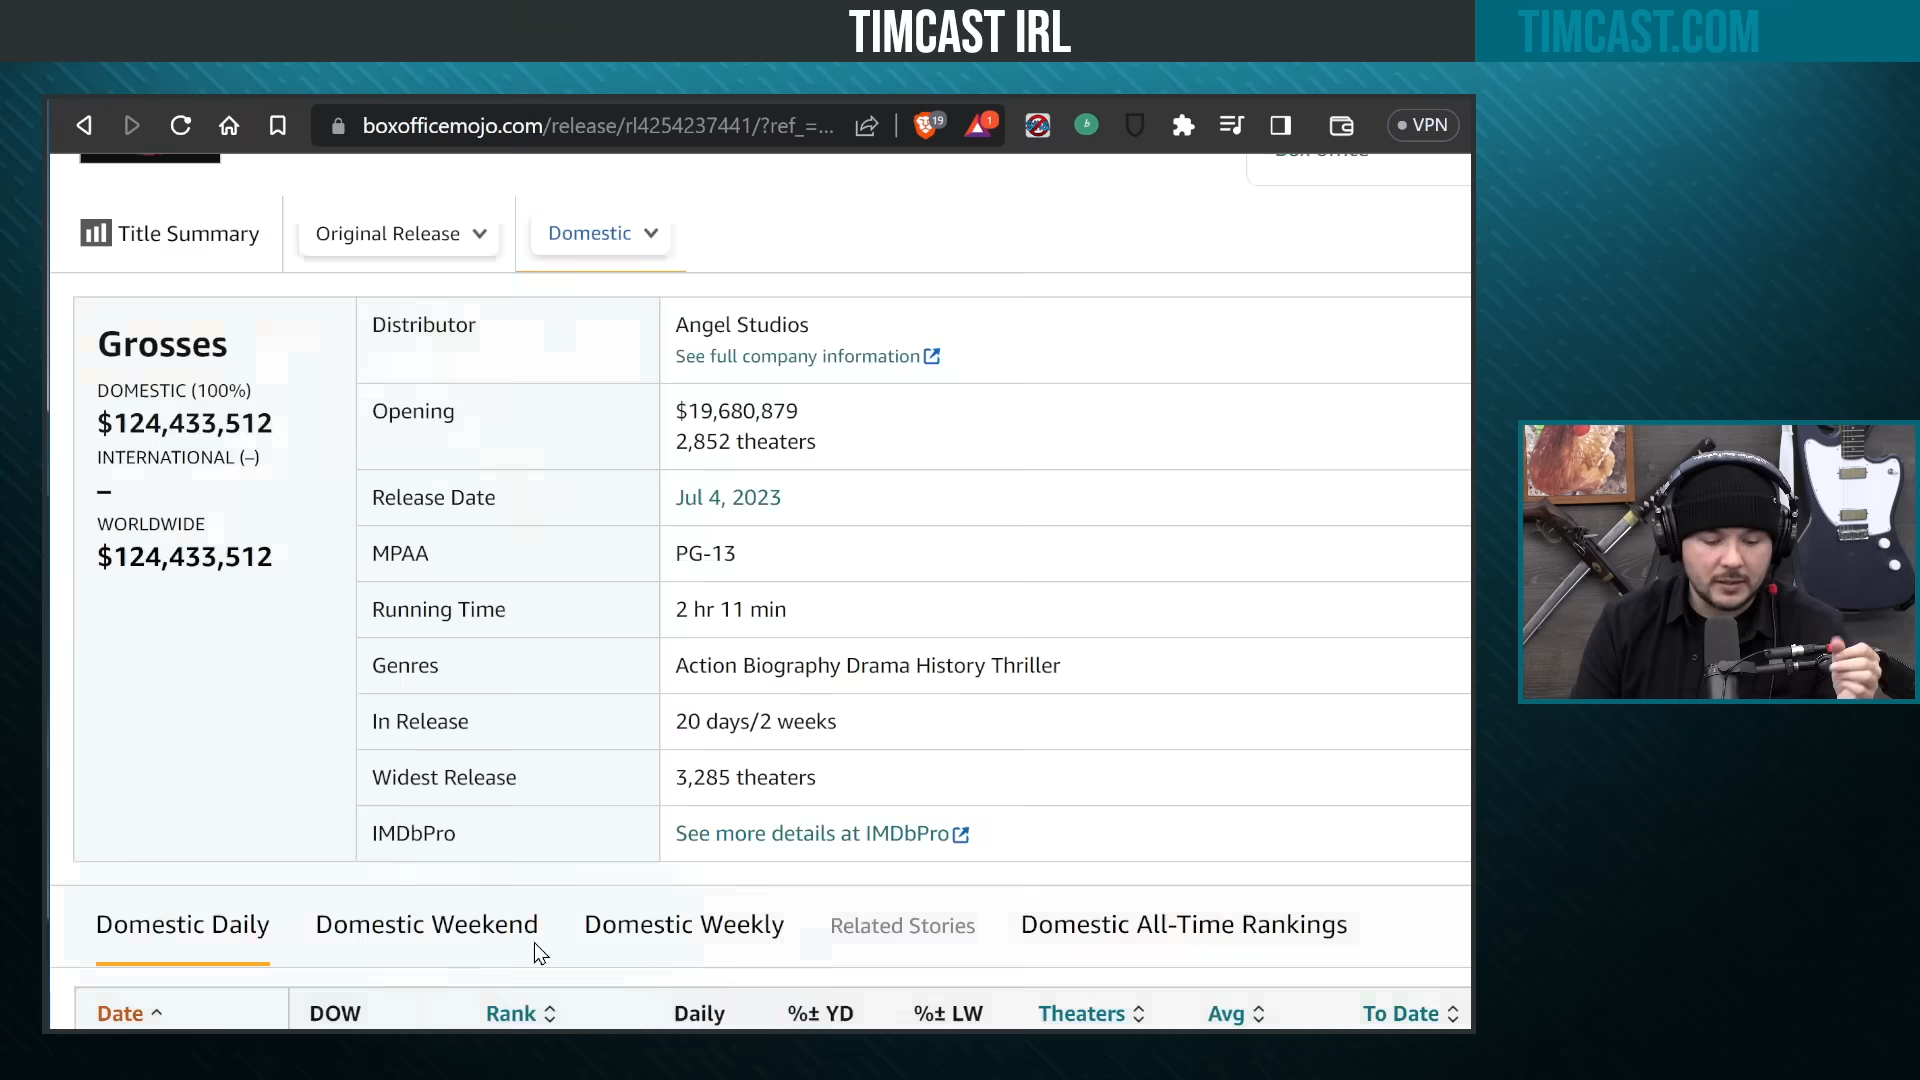 TIMCAST IRL
TIMCAST.COM
boxofficemojo.com/release/rl4254237441/?ref_=...
19
1
b
VPN
Title Summary
Original Release
Domestic
Grosses
DOMESTIC (100%)
$124,433,512
INTERNATIONAL (–)
–
WORLDWIDE
$124,433,512
Distributor
Angel Studios
See full company information
Opening
$19,680,879
2,852 theaters
Release Date
Jul 4, 2023
MPAA
PG-13
Running Time
2 hr 11 min
Genres
Action Biography Drama History Thriller
In Release
20 days/2 weeks
Widest Release
3,285 theaters
IMDbPro
See more details at IMDbPro
Domestic Daily
Domestic Weekend
Domestic Weekly
Related Stories
Domestic All-Time Rankings
Date
DOW
Rank
Daily
%± YD
%± LW
Theaters
Avg
To Date